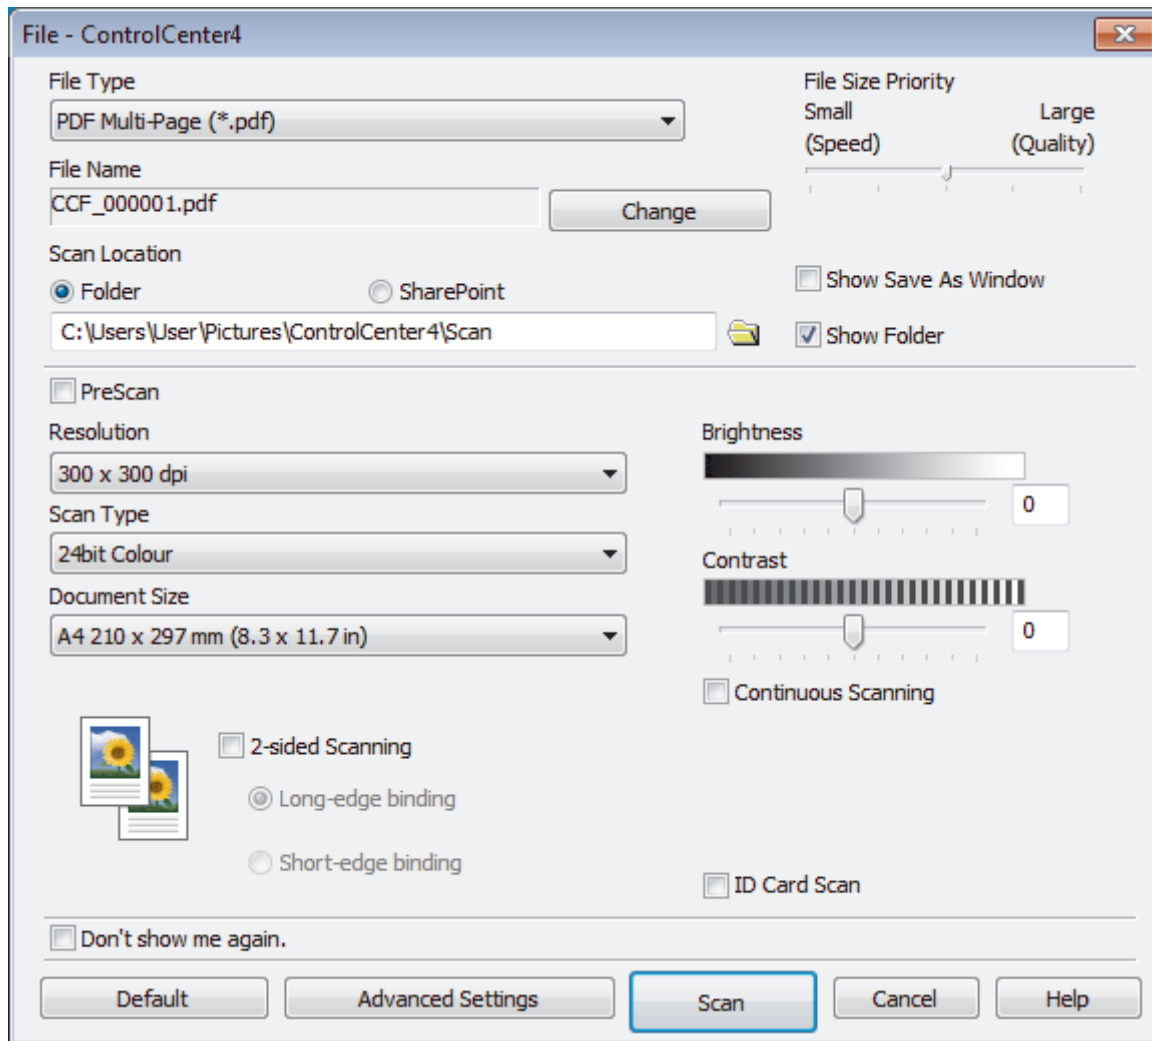 File - ControlCenter4
File Type
PDF Multi-Page (*.pdf)
File Size Priority
Small Large
(Speed) (Quality)
File Name
CCF_000001.pdf
Change
Scan Location
Folder SharePoint
C:\Users\User\Pictures\ControlCenter4\Scan
Show Save As Window
Show Folder
PreScan
Resolution
300 x 300 dpi
Scan Type
24bit Colour
Document Size
A4 210 x 297 mm (8.3 x 11.7 in)
Brightness
0
Contrast
0
Continuous Scanning
2-sided Scanning
Long-edge binding
Short-edge binding
ID Card Scan
Don't show me again.
Default Advanced Settings Scan Cancel Help